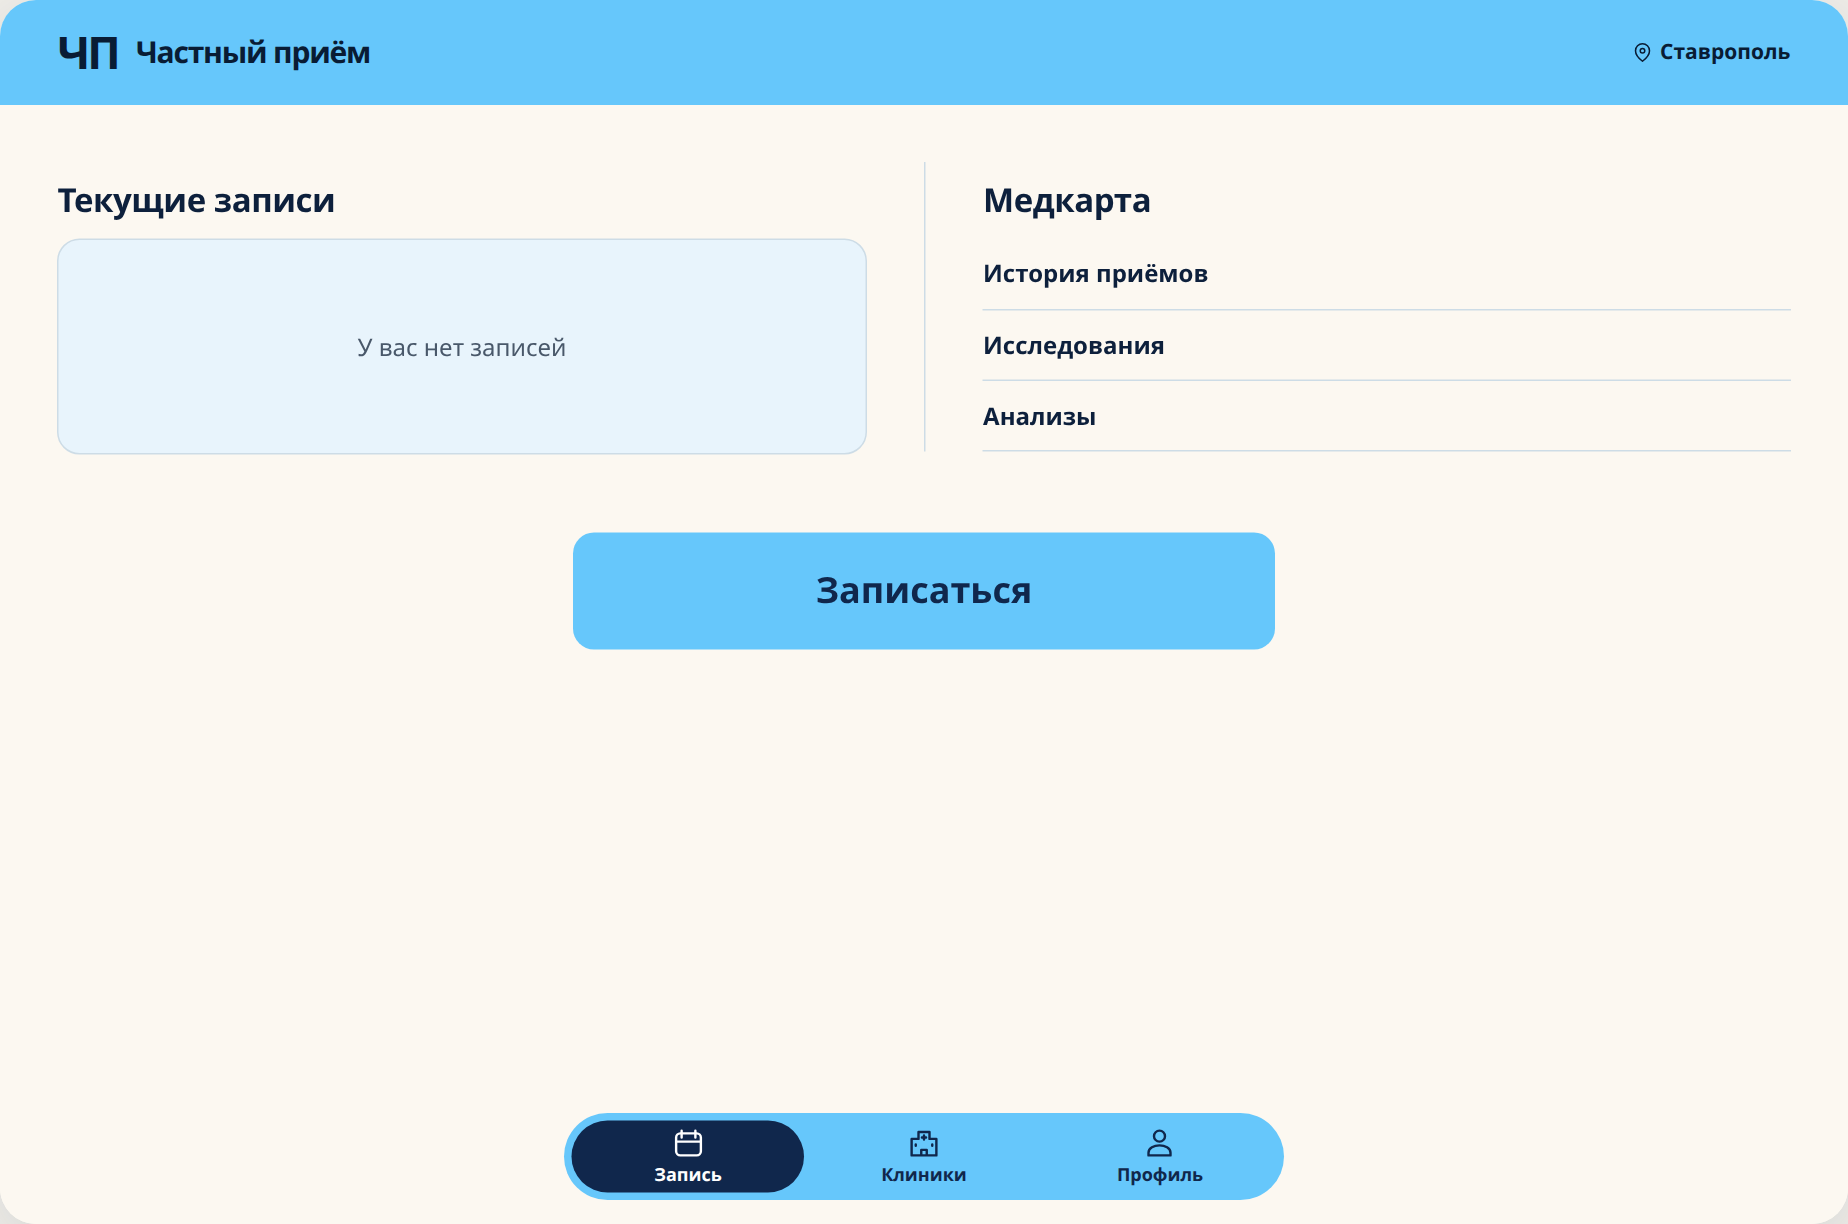 ЧП Частный приём
Ставрополь
Текущие записи
У вас нет записей
Медкарта
История приёмов
Исследования
Анализы
Записаться
Запись
Клиники
Профиль